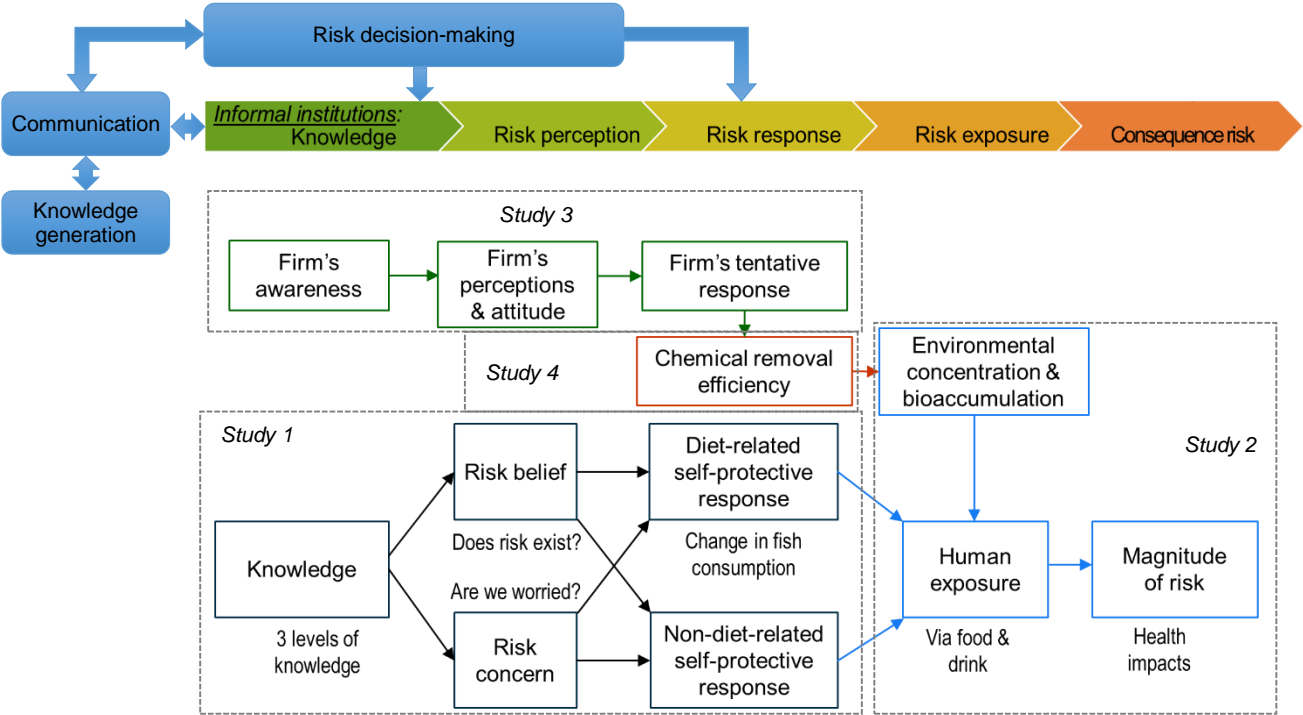 Risk decision-making
Communication
Informal institutions:
Knowledge
Risk perception
Risk response
Risk exposure
Consequence risk
Knowledge
generation
Study 3
Firm's
awareness
Firm's
perceptions
& attitude
Firm's tentative
response
Study 4
Chemical removal
efficiency
Environmental
concentration &
bioaccumulation
Study 1
Study 2
Knowledge
3 levels of
knowledge
Risk belief
Does risk exist?
Are we worried?
Risk
concern
Diet-related
self-protective
response
Change in fish
consumption
Non-diet-related
self-protective
response
Human
exposure
Via food &
drink
Magnitude
of risk
Health
impacts